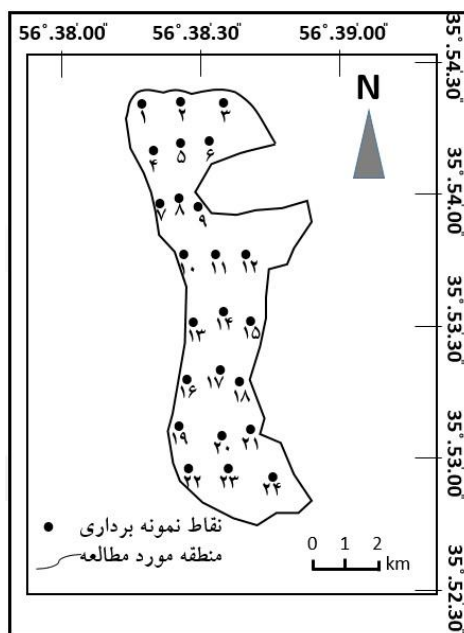 56°.38'.00"
56°.38'.30"
56°.39'.00"
35°.54'.30"
35°.54'.00"
35°.53'.30"
35°.53'.00"
35°.52'.30"
N
۱ ۲ ۳
۴ ۵ ۶
۷ ۸ ۹
۱۰ ۱۱ ۱۲
۱۳ ۱۴ ۱۵
۱۶ ۱۷ ۱۸
۱۹ ۲۰ ۲۱
۲۲ ۲۳ ۲۴
نقاط نمونه برداری
منطقه مورد مطالعه
0 1 2
km